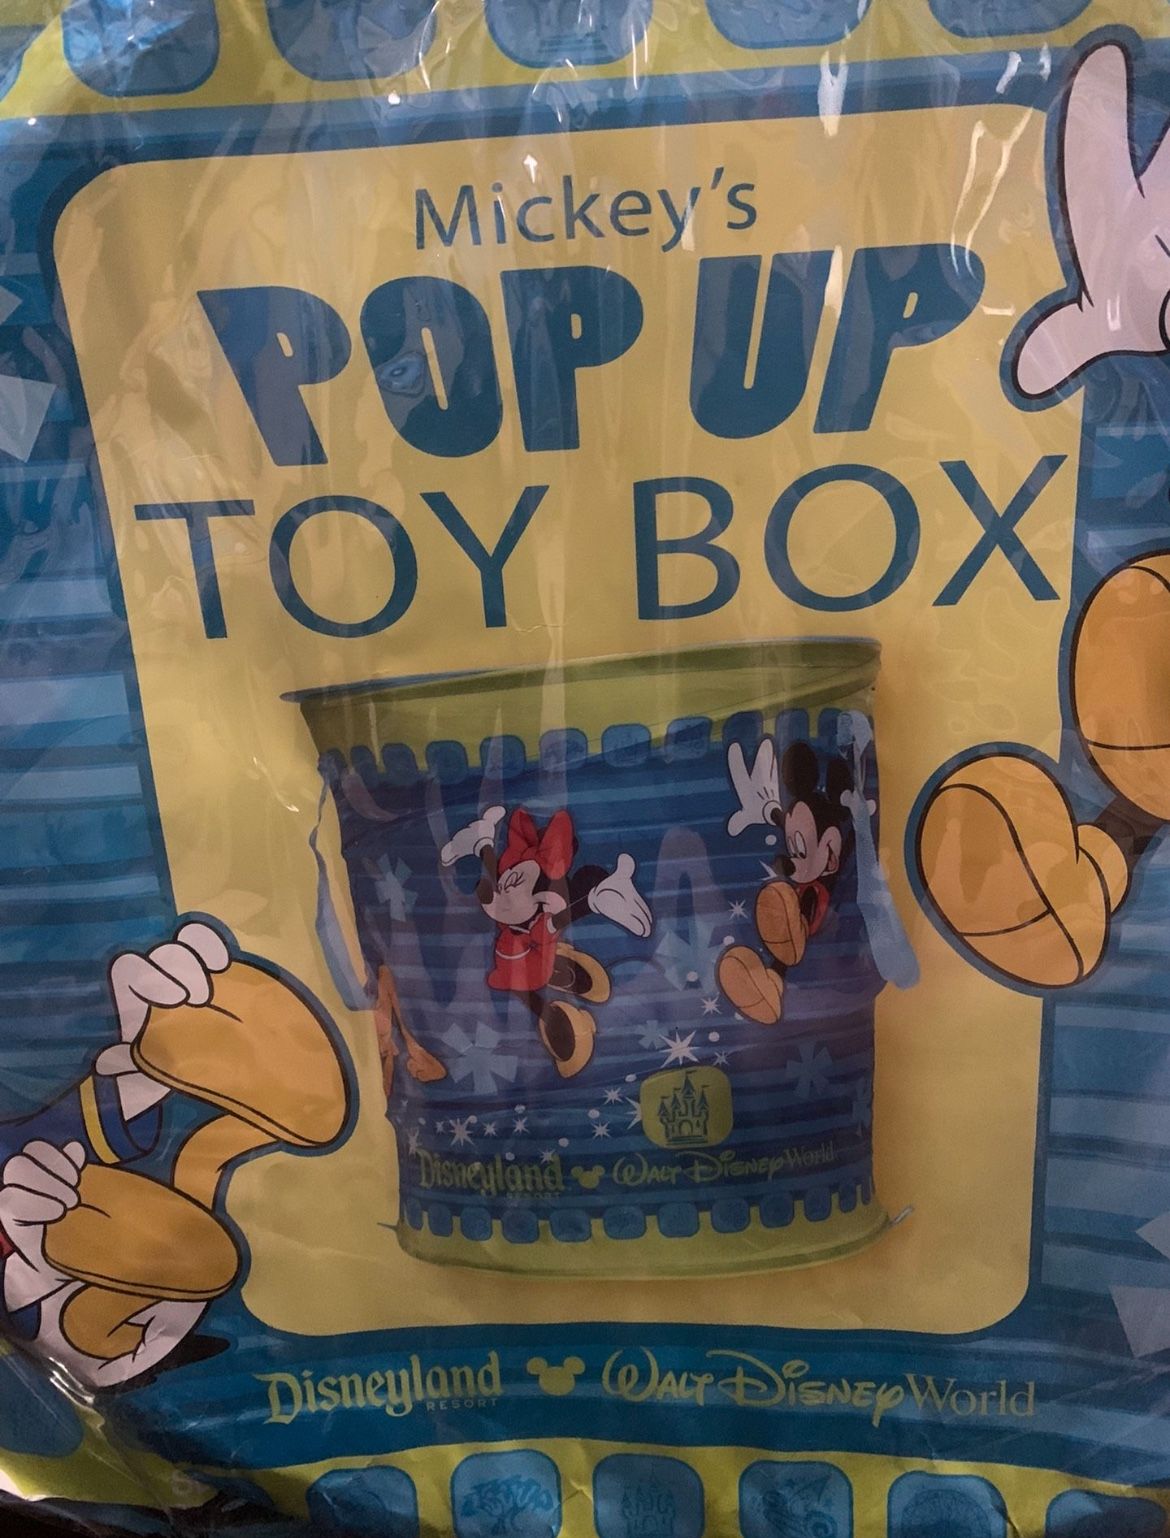 Mickey's
POP UP
TOY BOX
Disneyland Walt Disney World
RESORT
Disneyland Walt Disney World
RESORT